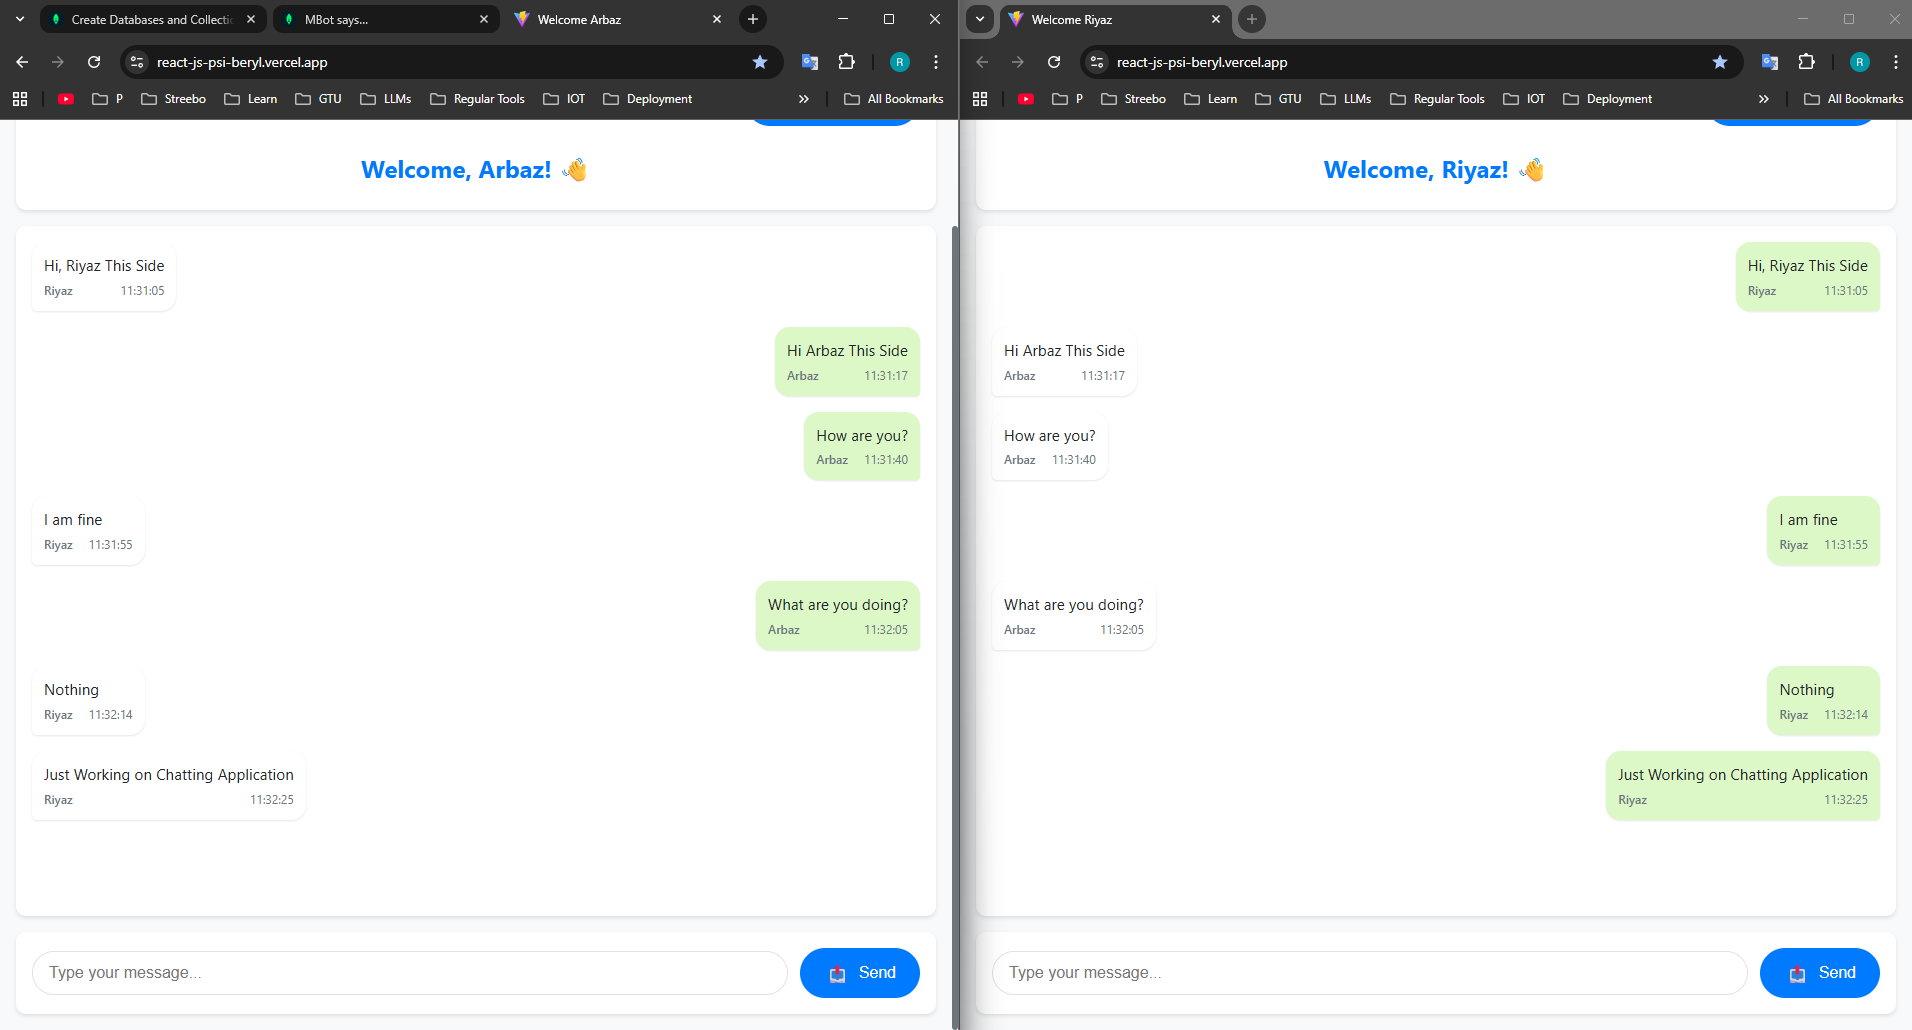 Create Databases and Collectio
MBot says...
Welcome Arbaz
react-js-psi-beryl.vercel.app
R
P
Streebo
Learn
GTU
LLMs
Regular Tools
IOT
Deployment
All Bookmarks
Welcome, Arbaz! 👋
Hi, Riyaz This Side
Riyaz 11:31:05
Hi Arbaz This Side
Arbaz 11:31:17
How are you?
Arbaz 11:31:40
I am fine
Riyaz 11:31:55
What are you doing?
Arbaz 11:32:05
Nothing
Riyaz 11:32:14
Just Working on Chatting Application
Riyaz 11:32:25
Type your message...
📤 Send
Welcome Riyaz
react-js-psi-beryl.vercel.app
R
P
Streebo
Learn
GTU
LLMs
Regular Tools
IOT
Deployment
All Bookmarks
Welcome, Riyaz! 👋
Hi, Riyaz This Side
Riyaz 11:31:05
Hi Arbaz This Side
Arbaz 11:31:17
How are you?
Arbaz 11:31:40
I am fine
Riyaz 11:31:55
What are you doing?
Arbaz 11:32:05
Nothing
Riyaz 11:32:14
Just Working on Chatting Application
Riyaz 11:32:25
Type your message...
📤 Send